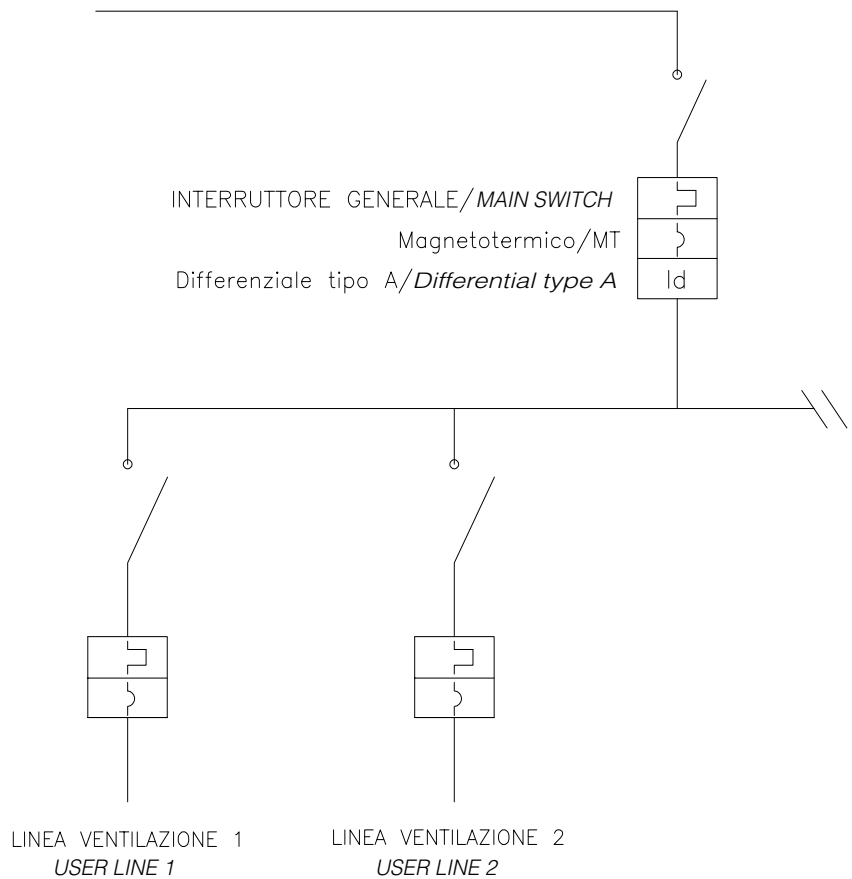 INTERRUTTORE GENERALE/MAIN SWITCH
Magnetotermico/MT
Differenziale tipo A/Differential type A
Id
LINEA VENTILAZIONE 1
USER LINE 1
LINEA VENTILAZIONE 2
USER LINE 2